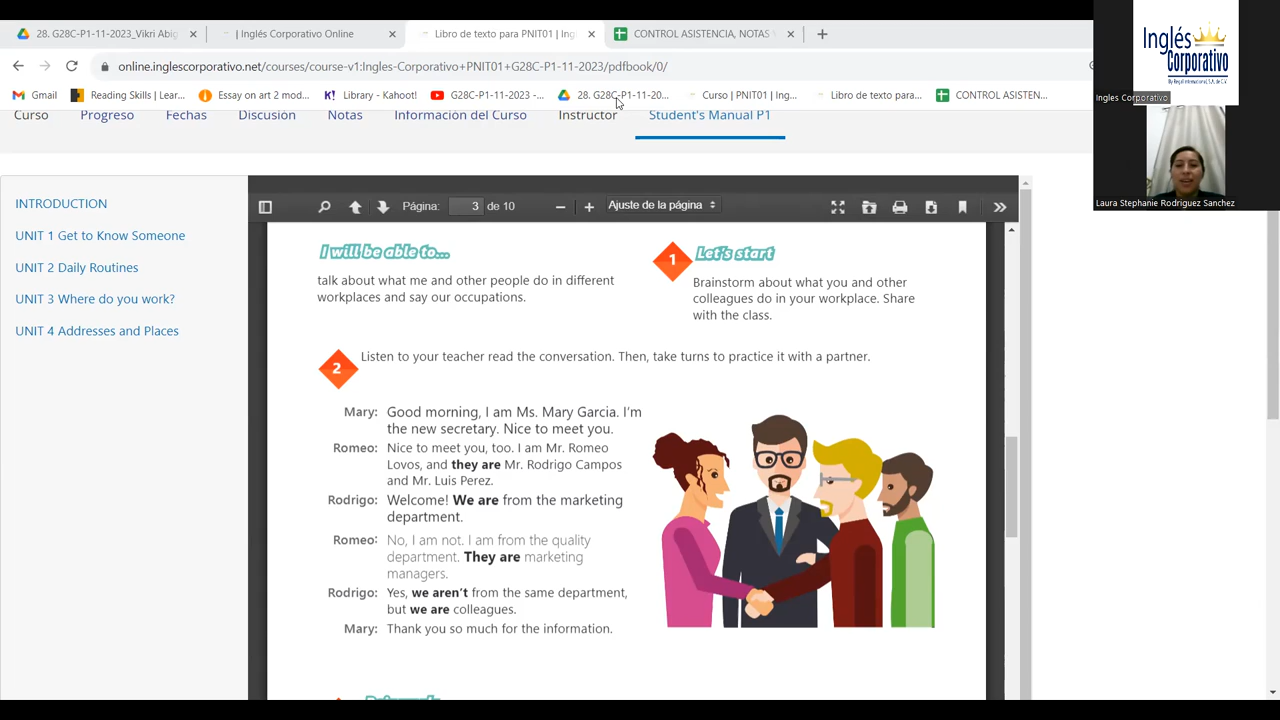 28. G28C-P1-11-2023_Vikri Abig
| Inglés Corporativo Online
Libro de texto para PNIT01 | Ing
CONTROL ASISTENCIA, NOTAS
online.inglescorporativo.net/courses/course-v1:Ingles-Corporativo+PNIT01+G28C-P1-11-2023/pdfbook/0/
Gmail
Reading Skills | Lear...
Essay on art 2 mod...
Library - Kahoot!
G28C-P1-11-2023 -...
28. G28C-P1-11-20...
Curso | PNIT01 | Ing...
Libro de texto para...
CONTROL ASISTEN...
Curso
Progreso
Fechas
Discusión
Notas
Información del Curso
Instructor
Student's Manual P1
INTRODUCTION
UNIT 1 Get to Know Someone
UNIT 2 Daily Routines
UNIT 3 Where do you work?
UNIT 4 Addresses and Places
Página: 3 de 10
Ajuste de la página
I will be able to...
talk about what me and other people do in different
workplaces and say our occupations.
1
Let's start
Brainstorm about what you and other
colleagues do in your workplace. Share
with the class.
2
Listen to your teacher read the conversation. Then, take turns to practice it with a partner.
Mary: Good morning, I am Ms. Mary Garcia. I'm
the new secretary. Nice to meet you.
Romeo: Nice to meet you, too. I am Mr. Romeo
Lovos, and they are Mr. Rodrigo Campos
and Mr. Luis Perez.
Rodrigo: Welcome! We are from the marketing
department.
Romeo: No, I am not. I am from the quality
department. They are marketing
managers.
Rodrigo: Yes, we aren't from the same department,
but we are colleagues.
Mary: Thank you so much for the information.
Inglés
Corporativo
Ingles Corporativo
Laura Stephanie Rodriguez Sanchez